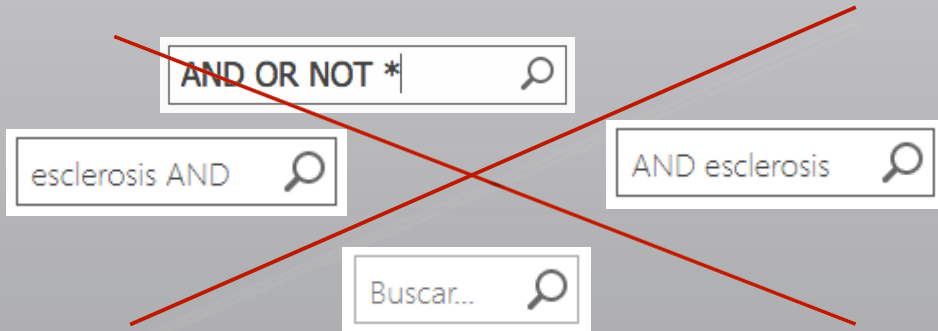 AND OR NOT *
esclerosis AND
AND esclerosis
Buscar...